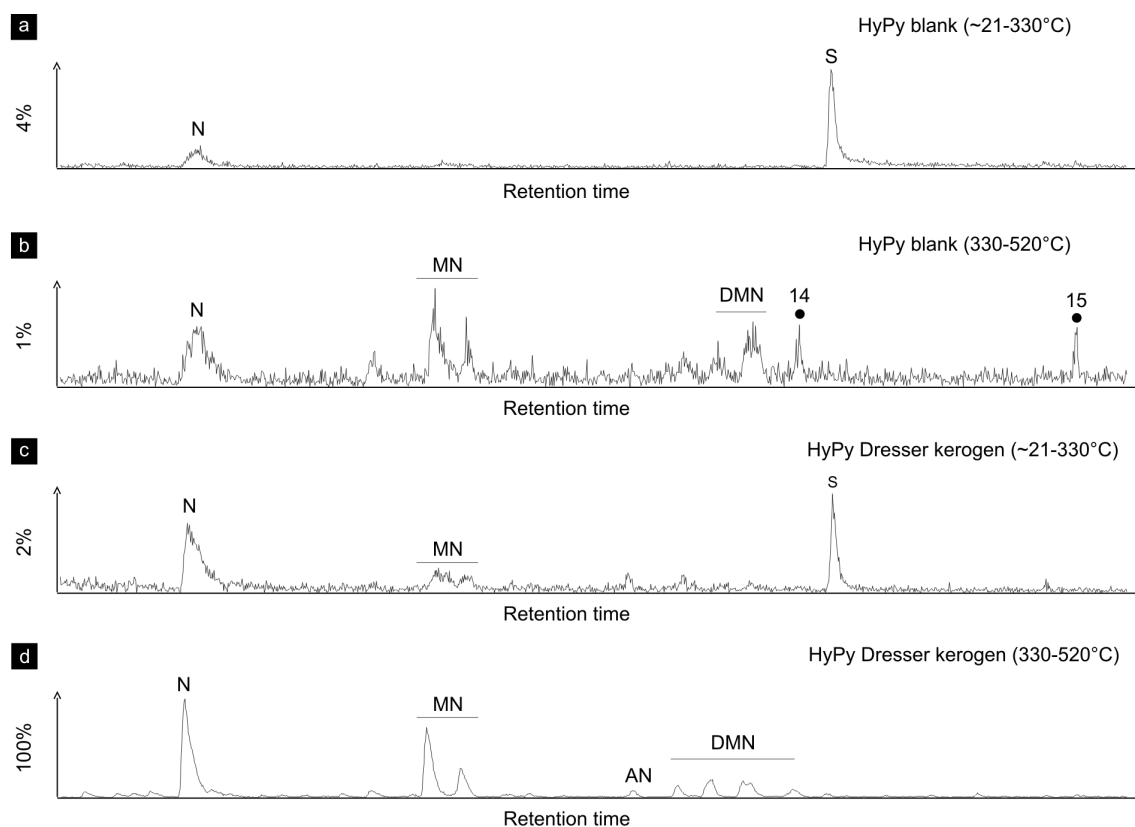 a
HyPy blank (~21-330°C)
S
N
4%
Retention time
b
HyPy blank (330-520°C)
MN
DMN
14
15
N
1%
Retention time
c
HyPy Dresser kerogen (~21-330°C)
S
N
MN
2%
Retention time
d
HyPy Dresser kerogen (330-520°C)
N
MN
AN
DMN
100%
Retention time